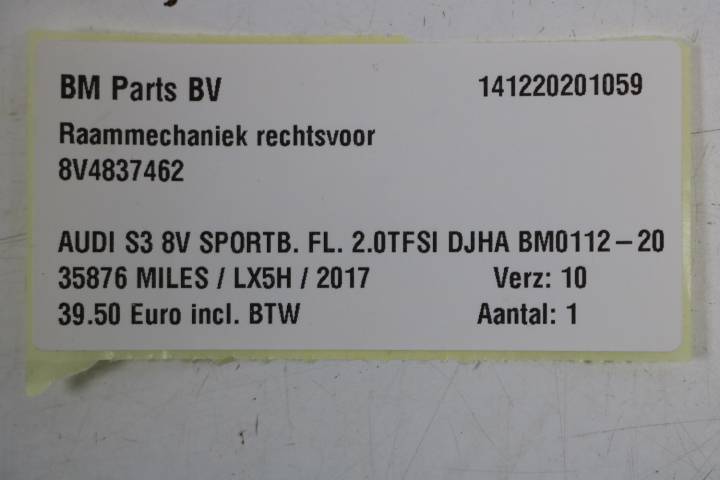 BM Parts BV 141220201059
Raammechaniek rechtsvoor
8V4837462
AUDI S3 8V SPORTB. FL. 2.0TFSI DJHA BM0112-20
35876 MILES / LX5H / 2017 Verz: 10
39.50 Euro incl. BTW Aantal: 1